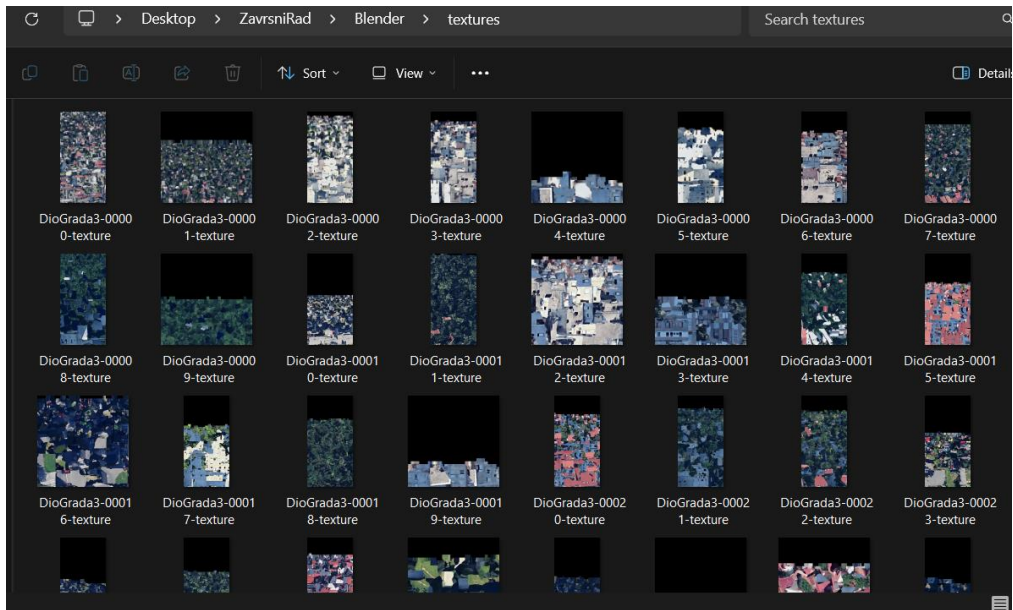 Desktop > ZavrsniRad > Blender > textures Search textures
Sort View ••• Details
DioGrada3-0000 DioGrada3-0000 DioGrada3-0000 DioGrada3-0000 DioGrada3-0000 DioGrada3-0000 DioGrada3-0000 DioGrada3-0000
0-texture 1-texture 2-texture 3-texture 4-texture 5-texture 6-texture 7-texture
DioGrada3-0000 DioGrada3-0000 DioGrada3-0001 DioGrada3-0001 DioGrada3-0001 DioGrada3-0001 DioGrada3-0001 DioGrada3-0001
8-texture 9-texture 0-texture 1-texture 2-texture 3-texture 4-texture 5-texture
DioGrada3-0001 DioGrada3-0001 DioGrada3-0001 DioGrada3-0001 DioGrada3-0002 DioGrada3-0002 DioGrada3-0002 DioGrada3-0002
6-texture 7-texture 8-texture 9-texture 0-texture 1-texture 2-texture 3-texture